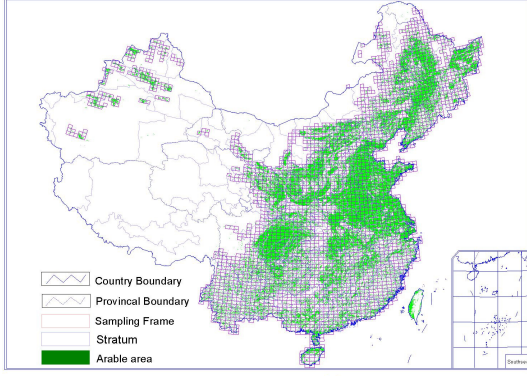 Country Boundary
Provincal Boundary
Sampling Frame
Stratum
Arable area